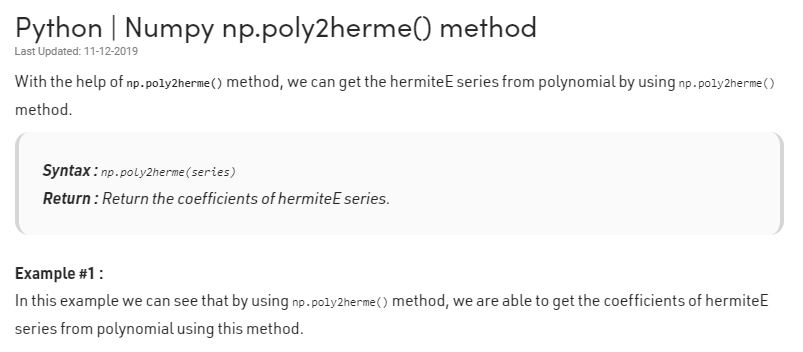 Python | Numpy np.poly2herme() method
Last Updated: 11-12-2019
With the help of np.poly2herme() method, we can get the hermiteE series from polynomial by using np.poly2herme()
method.
Syntax : np.poly2herme(series)
Return : Return the coefficients of hermiteE series.
Example #1 :
In this example we can see that by using np.poly2herme() method, we are able to get the coefficients of hermiteE
series from polynomial using this method.